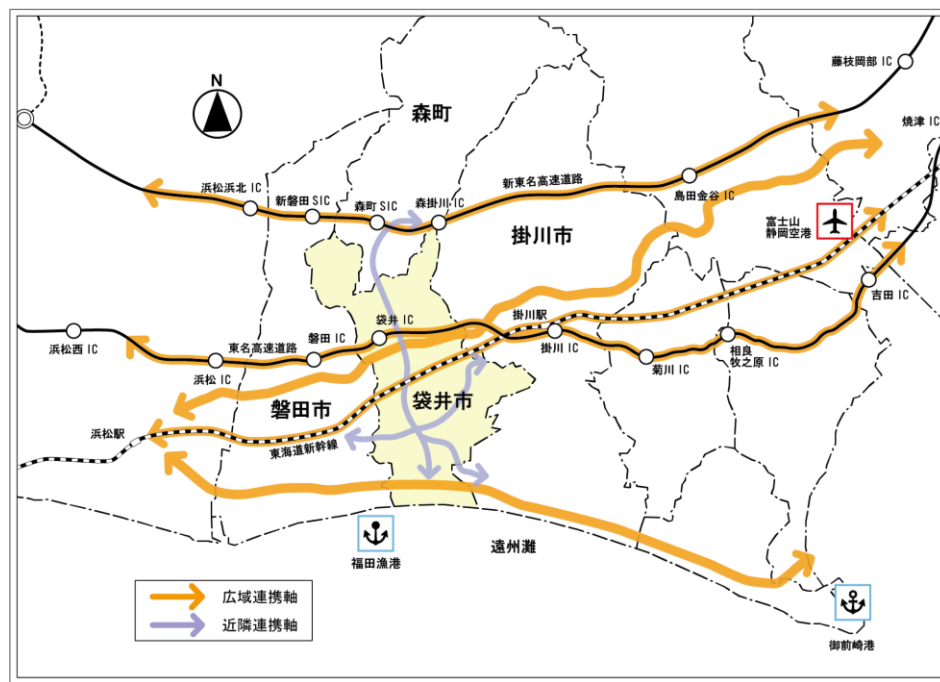 藤枝岡部 IC
N
森町
焼津 IC
浜松浜北 IC
新磐田 SIC
森町 SIC
森掛川 IC
新東名高速道路
島田金谷 IC
掛川市
富士山
静岡空港
吉田 IC
掛川駅
袋井 IC
磐田 IC
浜松西 IC
東名高速道路
浜松 IC
掛川 IC
菊川 IC
相良
牧之原 IC
磐田市
袋井市
浜松駅
東海道新幹線
遠州灘
福田漁港
広域連携軸
近隣連携軸
御前崎港